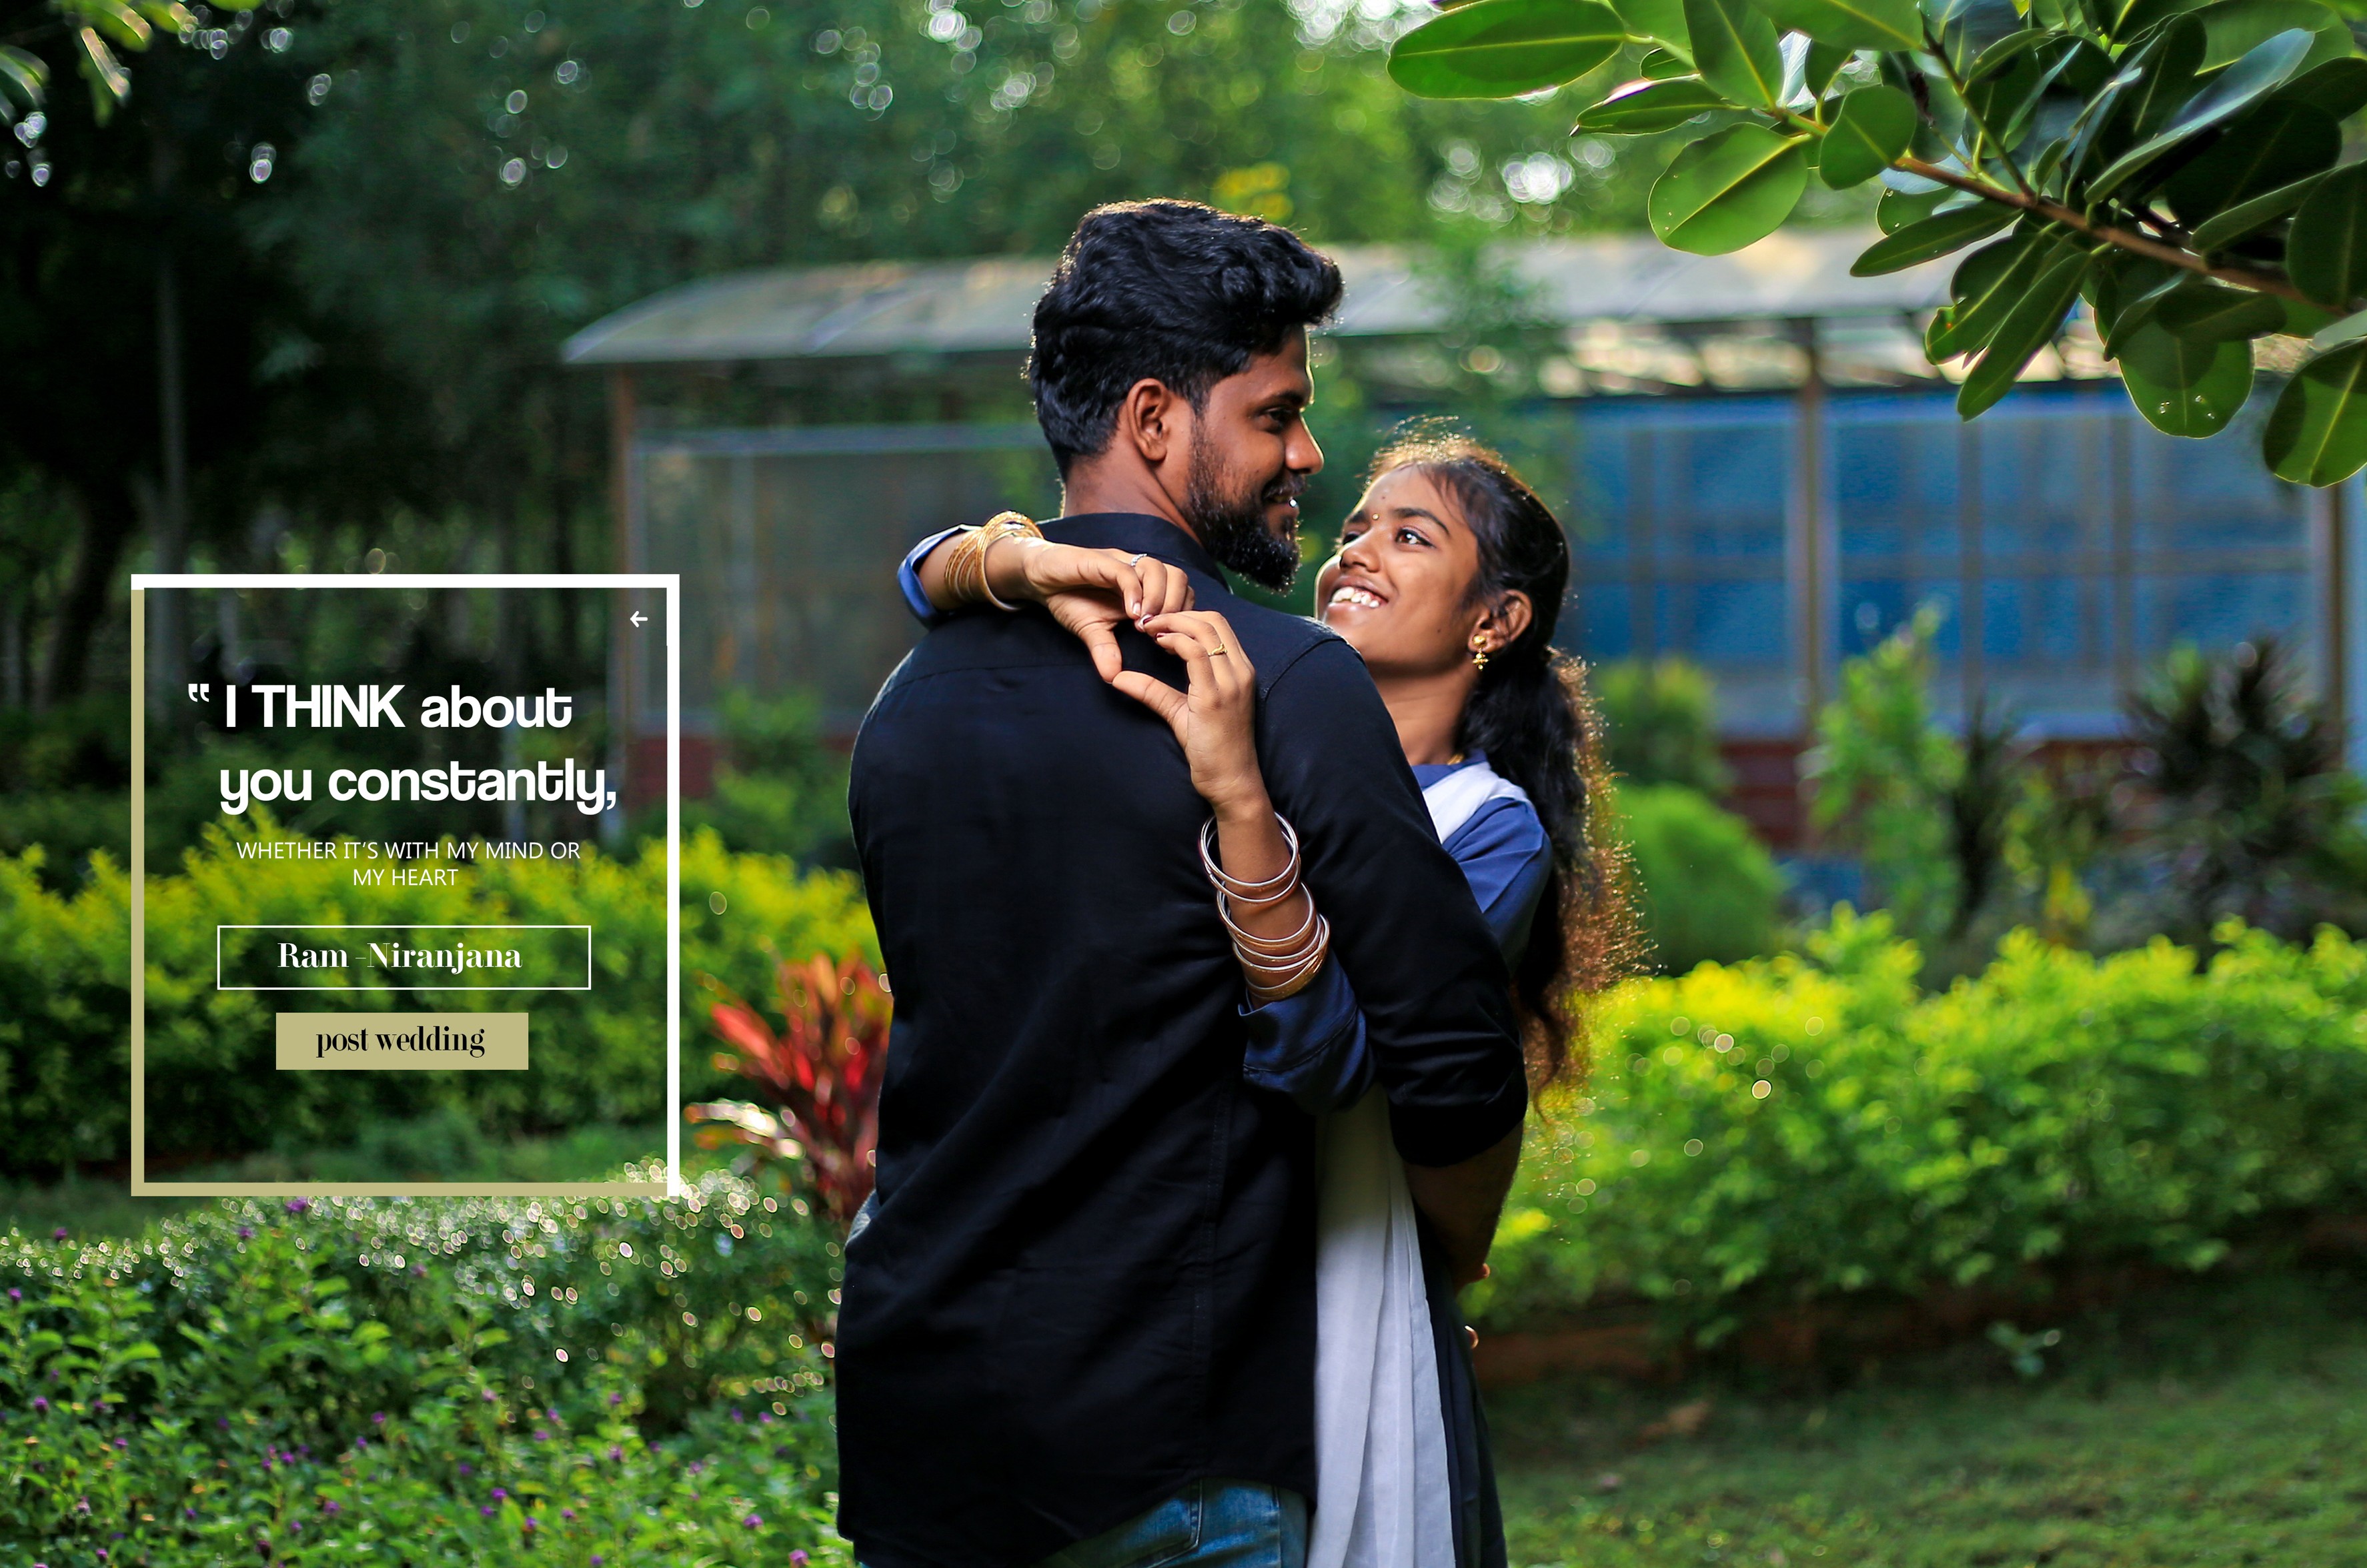 “ I THINK about
you constantly,
WHETHER IT’S WITH MY MIND OR
MY HEART
Ram -Niranjana
post wedding